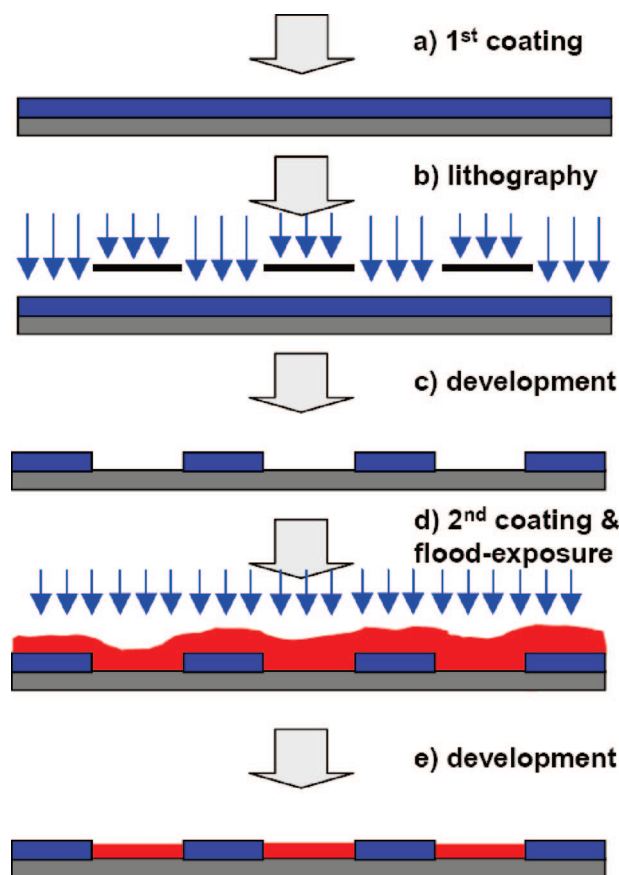 a) 1st coating
b) lithography
c) development
d) 2nd coating &
flood-exposure
e) development